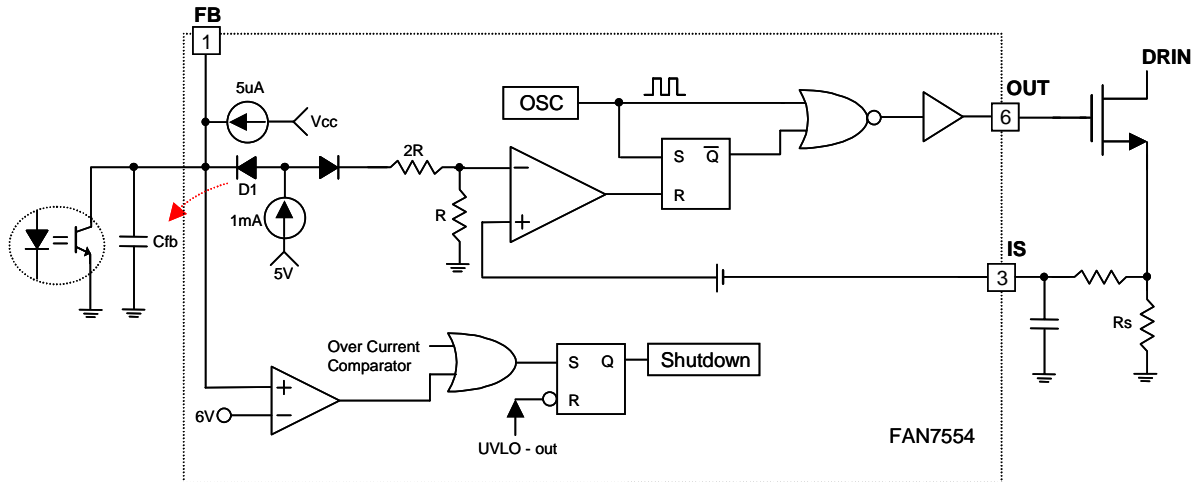 FB
1
5uA
Vcc
OSC
DRIN
OUT
6
2R
D1
R
1mA
5V
Cfb
S
Q̅
R
−
+
IS
3
Rs
Over Current
Comparator
S
Q
R
Shutdown
+
−
6V
UVLO - out
FAN7554